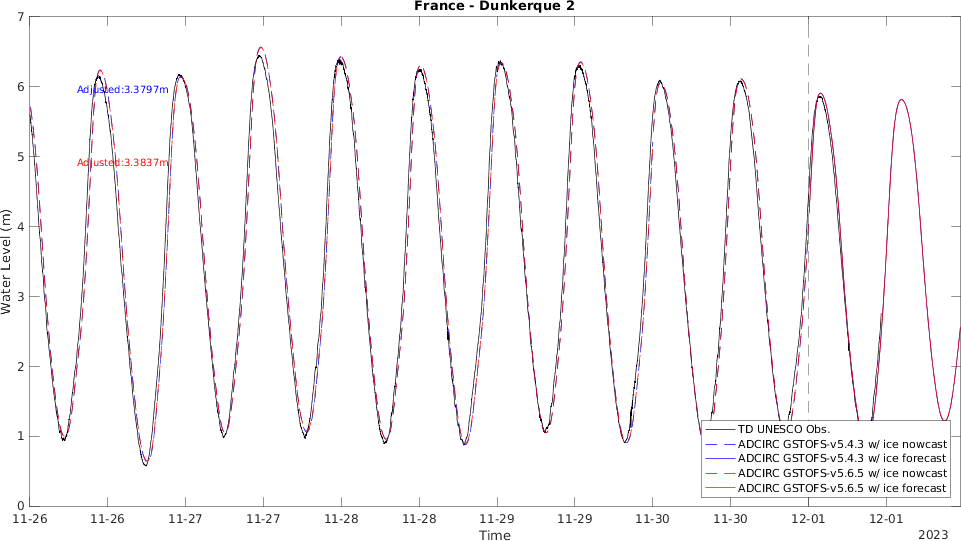 France - Dunkerque 2
7
6
5
4
3
2
1
0
Water Level (m)
Adjusted:3.3797m
Adjusted:3.3837m
TD UNESCO Obs.
ADCIRC GSTOFS-v5.4.3 w/ ice nowcast
ADCIRC GSTOFS-v5.4.3 w/ ice forecast
ADCIRC GSTOFS-v5.6.5 w/ ice nowcast
ADCIRC GSTOFS-v5.6.5 w/ ice forecast
11-26 11-26 11-27 11-27 11-28 11-28 11-29 11-29 11-30 11-30 12-01 12-01
Time
2023